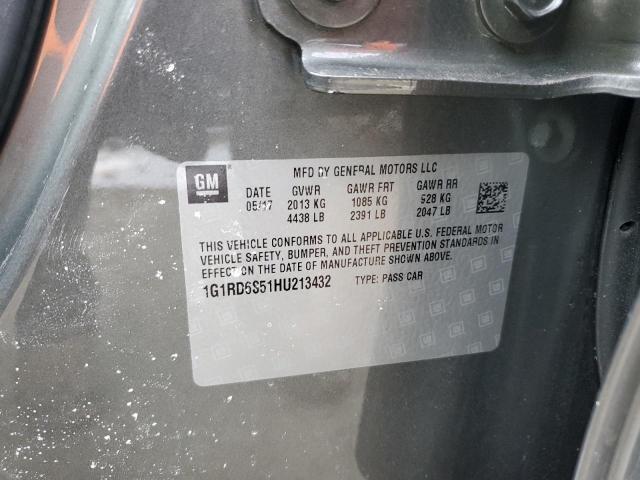 GM
MFD BY GENERAL MOTORS LLC
DATE GVWR GAWR FRT GAWR RR
05/17 2013 KG 1085 KG 928 KG
4438 LB 2391 LB 2047 LB
THIS VEHICLE CONFORMS TO ALL APPLICABLE U.S. FEDERAL MOTOR
VEHICLE SAFETY, BUMPER, AND THEFT PREVENTION STANDARDS IN
EFFECT ON THE DATE OF MANUFACTURE SHOWN ABOVE.
1G1RD6S51HU213432 TYPE: PASS CAR